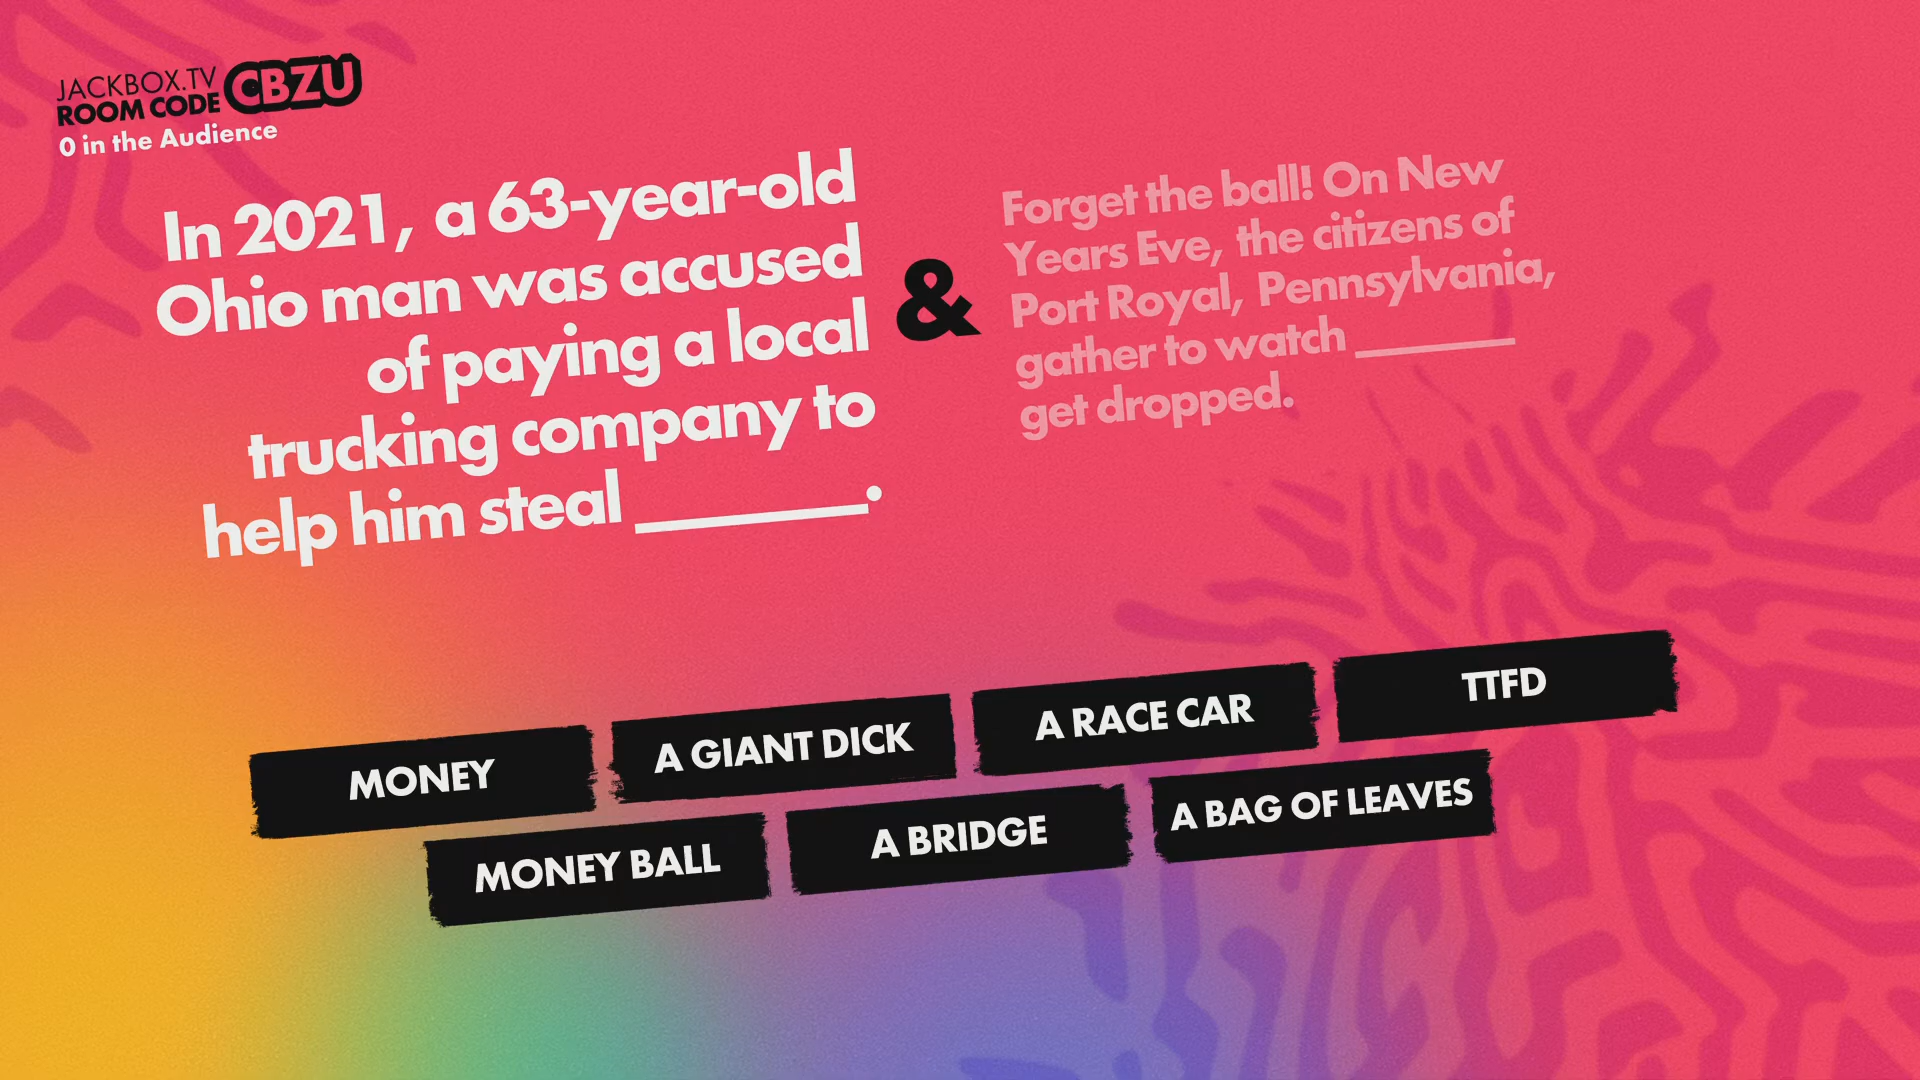 JACKBOX.TV
ROOM CODE CBZU
0 in the Audience
In 2021, a 63-year-old
Ohio man was accused
of paying a local
trucking company to
help him steal ______.
&
Forget the ball! On New
Years Eve, the citizens of
Port Royal, Pennsylvania,
gather to watch ______
get dropped.
MONEY
A GIANT DICK
A RACE CAR
TTFD
MONEY BALL
A BRIDGE
A BAG OF LEAVES